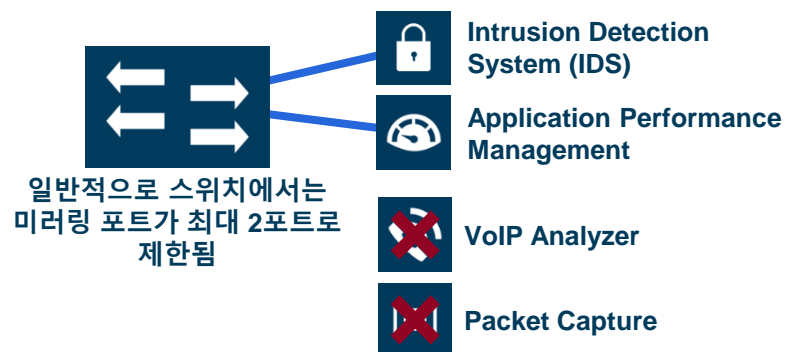 Intrusion Detection
System (IDS)
Application Performance
Management
일반적으로 스위치에서는
미러링 포트가 최대 2포트로
제한됨
VoIP Analyzer
Packet Capture